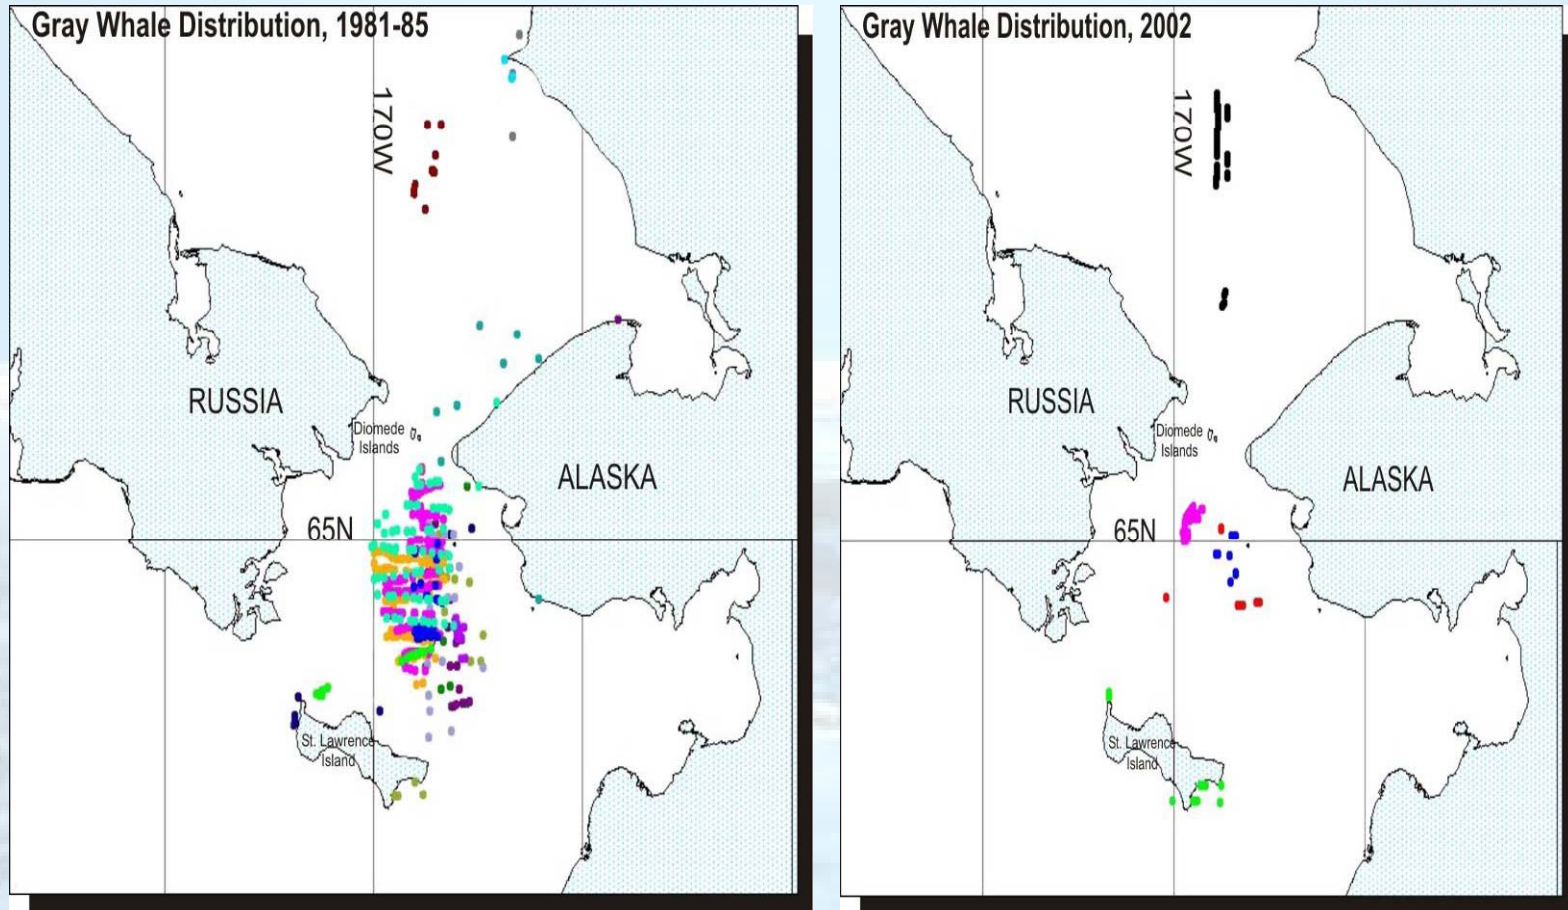 Gray Whale Distribution, 1981-85
170W
RUSSIA
Diomede
Islands
ALASKA
65N
St. Lawrence
Island
Gray Whale Distribution, 2002
170W
RUSSIA
Diomede
Islands
ALASKA
65N
St. Lawrence
Island